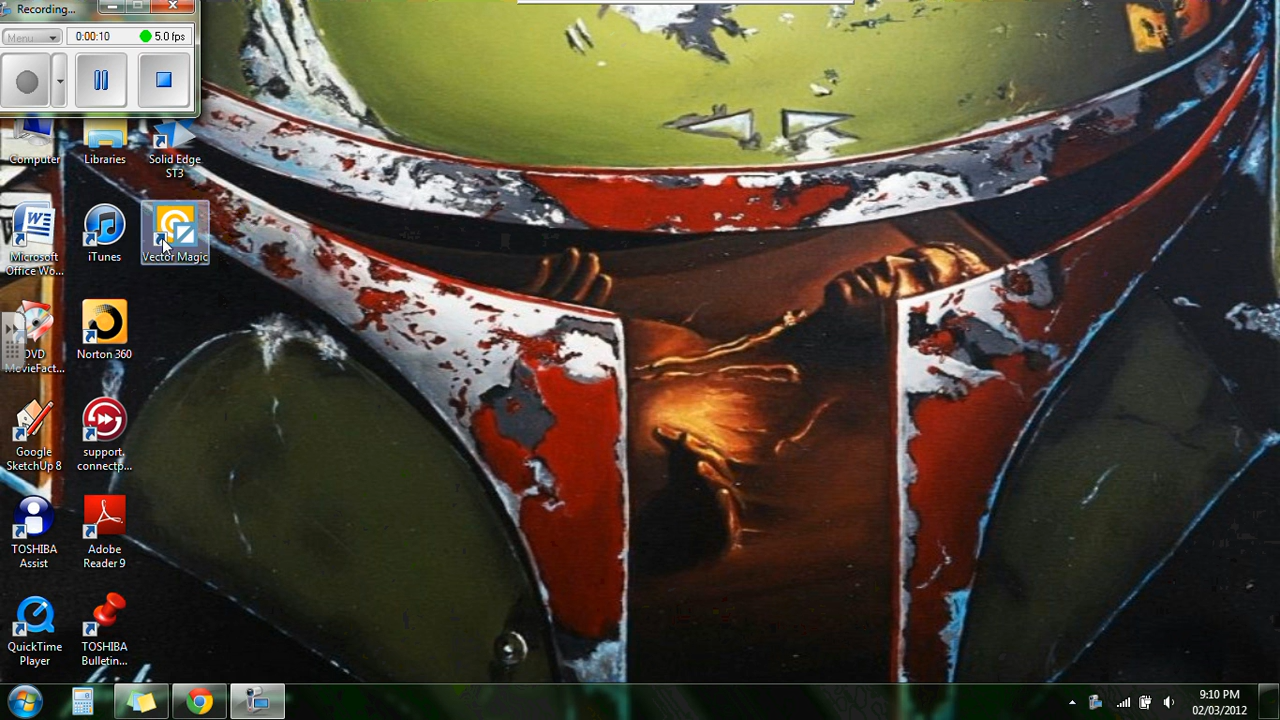 Recording...
Menu
0:00:10
5.0 fps
Computer
Libraries
Solid Edge
ST3
Microsoft
Office Wo...
iTunes
Vector Magic
DVD
MovieFact...
Norton 360
Google
SketchUp 8
support.
connectp...
TOSHIBA
Assist
Adobe
Reader 9
QuickTime
Player
TOSHIBA
Bulletin...
9:10 PM
02/03/2012